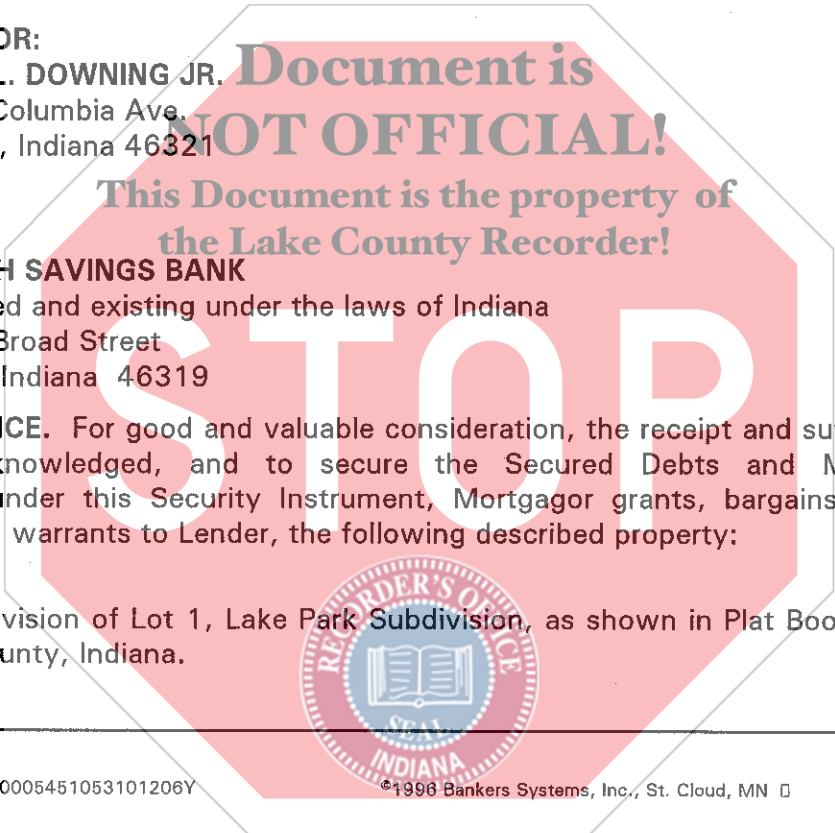 OR:
L. DOWNING JR.
Columbia Ave.
, Indiana 46321
Document is
NOT OFFICIAL!
This Document is the property of
the Lake County Recorder!
H SAVINGS BANK
ed and existing under the laws of Indiana
Broad Street
Indiana 46319
STOP
ICE. For good and valuable consideration, the receipt and su
knowledged, and to secure the Secured Debts and M
under this Security Instrument, Mortgagor grants, bargains
warrants to Lender, the following described property:
vision of Lot 1, Lake Park Subdivision, as shown in Plat Boo
unty, Indiana.
RECORDER'S OFFICE
SEAL
INDIANA
0005451053101206Y
©1996 Bankers Systems, Inc., St. Cloud, MN